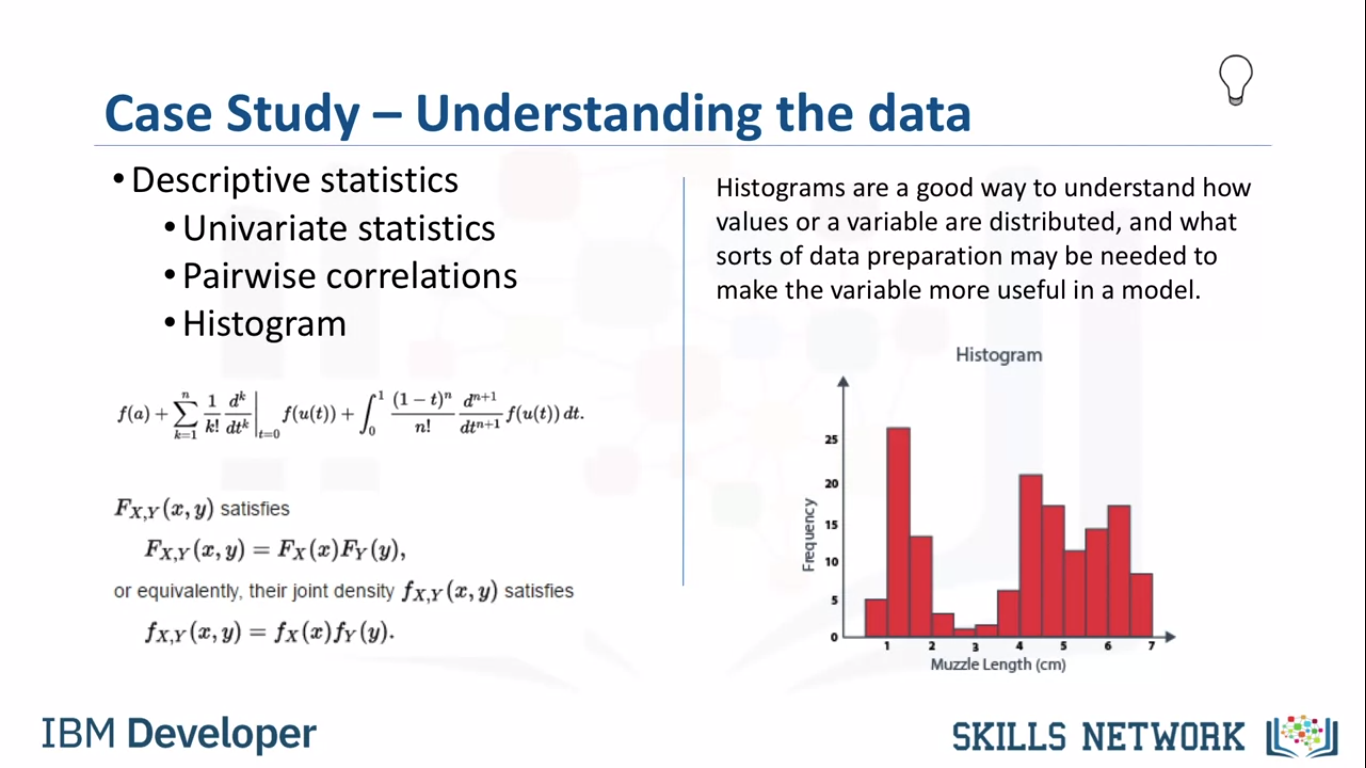 Case Study – Understanding the data
• Descriptive statistics
• Univariate statistics
• Pairwise correlations
• Histogram
f(a) + \sum_{k=1}^{n} \frac{1}{k!} \frac{d^k}{dt^k} |_{t=0} f(u(t)) + \int_0^1 \frac{(1-t)^n}{n!} \frac{d^{n+1}}{dt^{n+1}} f(u(t)) dt.
F_{X,Y}(x, y) satisfies
F_{X,Y}(x, y) = F_X(x)F_Y(y),
or equivalently, their joint density f_{X,Y}(x, y) satisfies
f_{X,Y}(x, y) = f_X(x)f_Y(y).
Histograms are a good way to understand how
values or a variable are distributed, and what
sorts of data preparation may be needed to
make the variable more useful in a model.
Histogram
Frequency
25
20
15
10
5
0
1 2 3 4 5 6 7
Muzzle Length (cm)
IBM Developer
SKILLS NETWORK